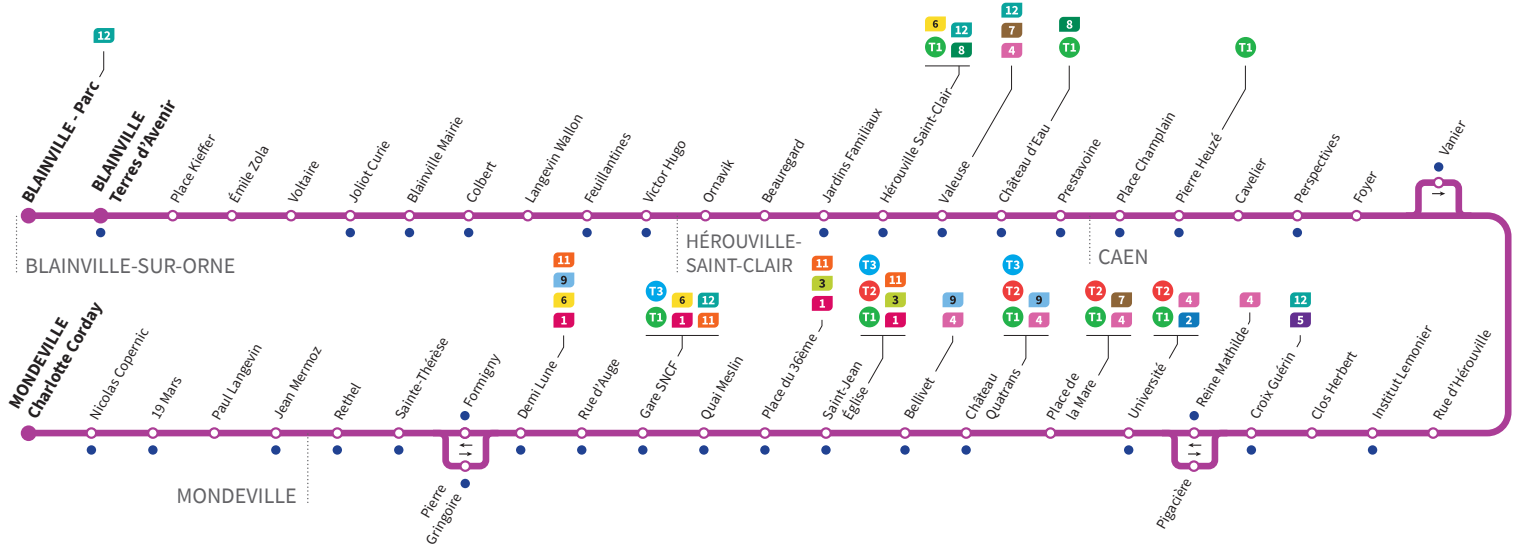 12
BLAINVILLE - Parc
BLAINVILLE
Terres d'Avenir
Place Kieffer
Émile Zola
Voltaire
Joliot Curie
Blainville Mairie
Colbert
Langevin Wallon
Feuillantines
Victor Hugo
Ornavik
Beauregard
Jardins Familiaux
6
12
T1
8
Hérouville Saint-Clair
12
7
4
Valeuse
8
T1
Château d'Eau
Prestavoine
Place Champlain
T1
Pierre Heuzé
Cavelier
Perspectives
Foyer
Vanier
→
BLAINVILLE-SUR-ORNE
HÉROUVILLE-
SAINT-CLAIR
CAEN
MONDEVILLE
Charlotte Corday
Nicolas Copernic
19 Mars
Paul Langevin
Jean Mermoz
Rethel
Sainte-Thérèse
Formigny
←
→
Pierre
Gringoire
11
9
6
1
Demi Lune
Rue d'Auge
T3
6
12
T1
1
11
Gare SNCF
Quai Meslin
11
3
1
Place du 36ème
T3
T2
T1
11
3
1
Saint-Jean
Église
9
4
Bellivet
T3
T2
T1
9
4
Château
Quatrans
T2
7
T1
4
Place de
la Mare
T2
4
T1
2
Université
4
Reine Mathilde
←
→
Pigacière
12
5
Croix Guérin
Clos Herbert
Institut Lemonier
Rue d'Hérouville
MONDEVILLE